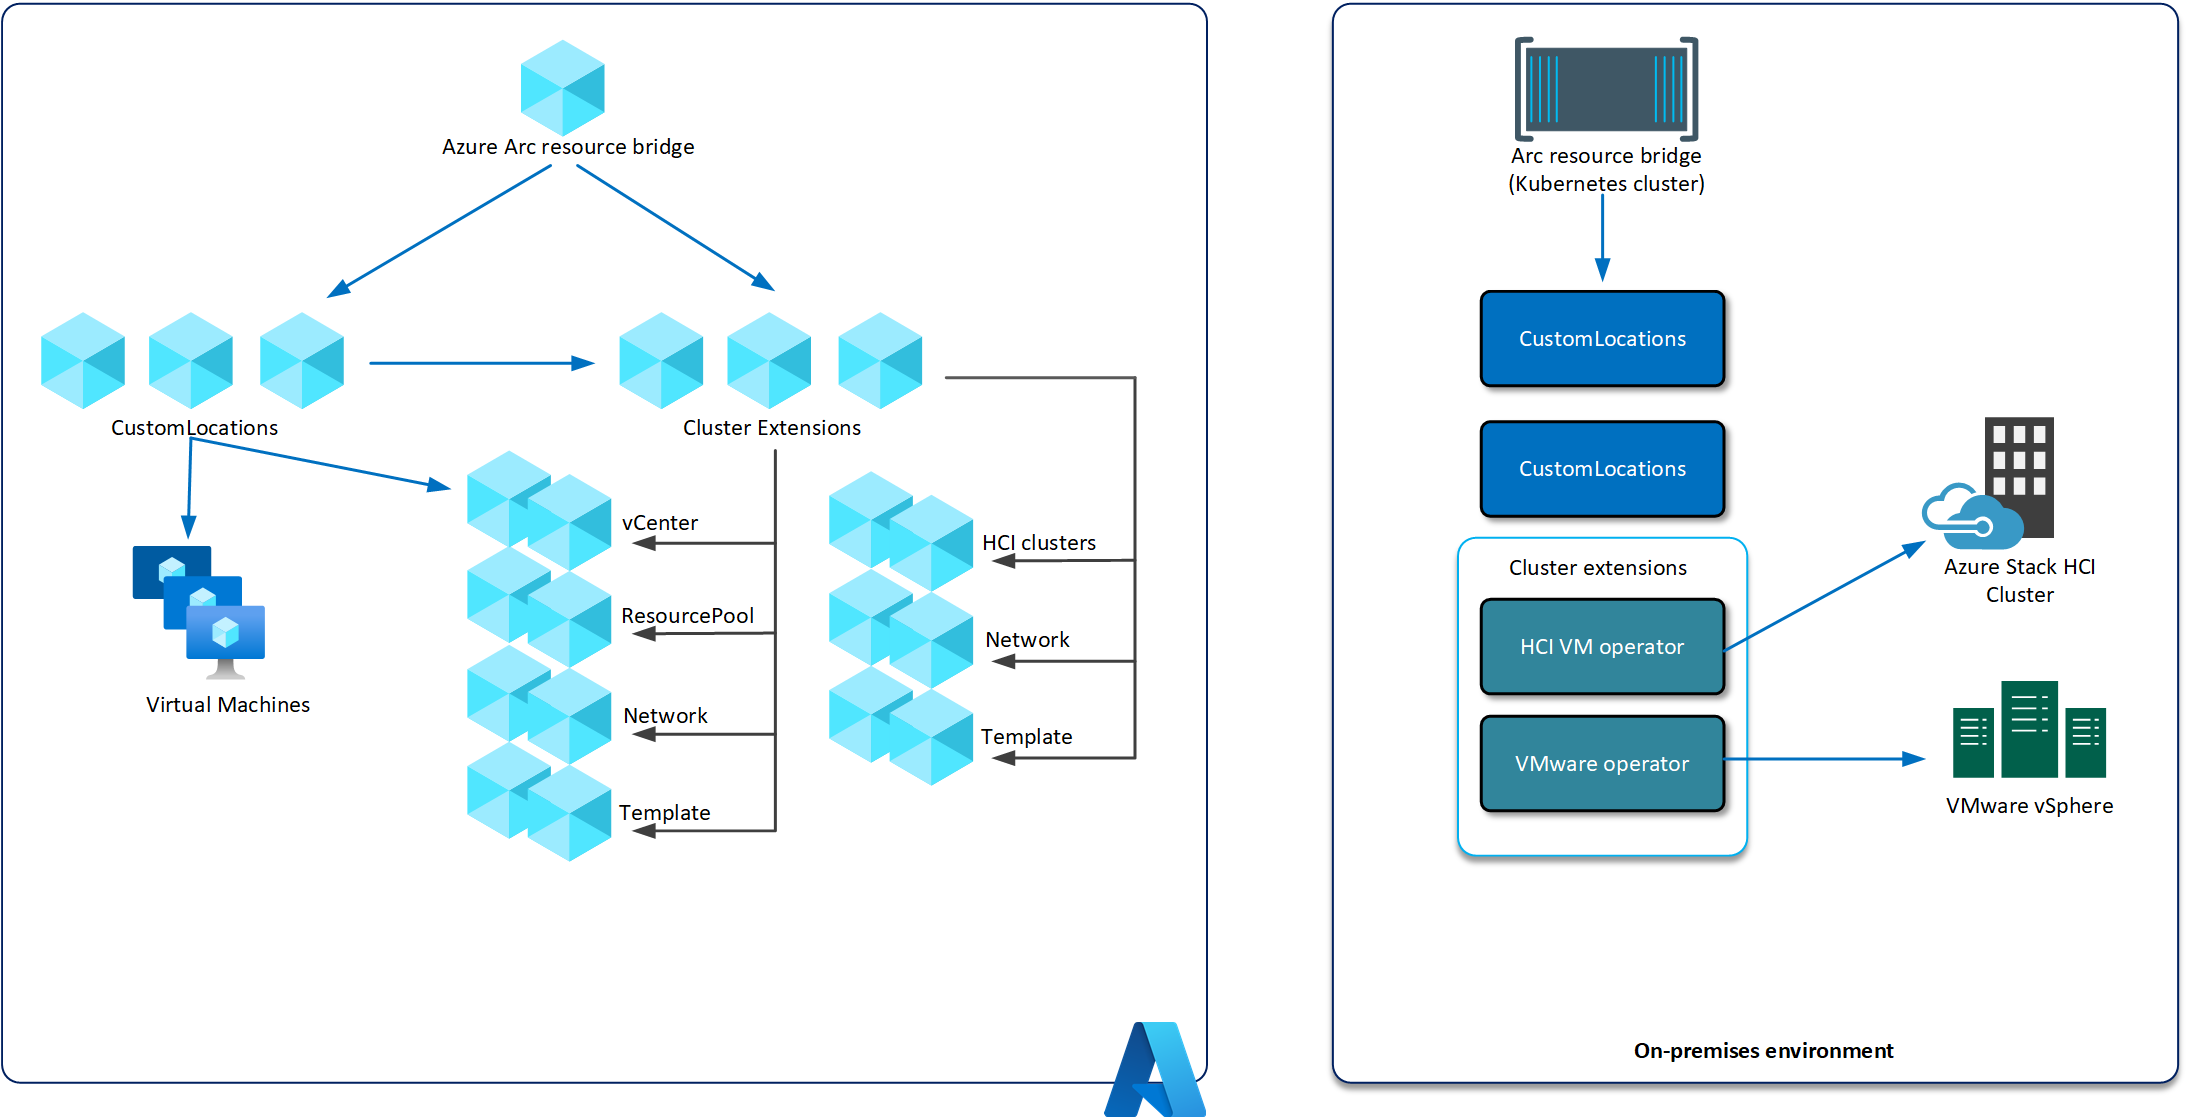 Azure Arc resource bridge
CustomLocations
Cluster Extensions
vCenter
ResourcePool
Network
Template
HCI clusters
Network
Template
Virtual Machines
Arc resource bridge
(Kubernetes cluster)
CustomLocations
CustomLocations
Cluster extensions
HCI VM operator
VMware operator
Azure Stack HCI
Cluster
VMware vSphere
On-premises environment